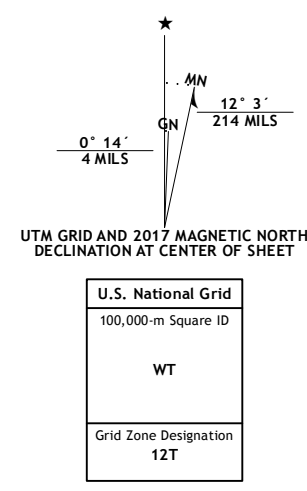 ★
MN
GN
12° 3´
214 MILS
0° 14´
4 MILS
UTM GRID AND 2017 MAGNETIC NORTH
DECLINATION AT CENTER OF SHEET
U.S. National Grid
100,000-m Square ID
WT
Grid Zone Designation
12T